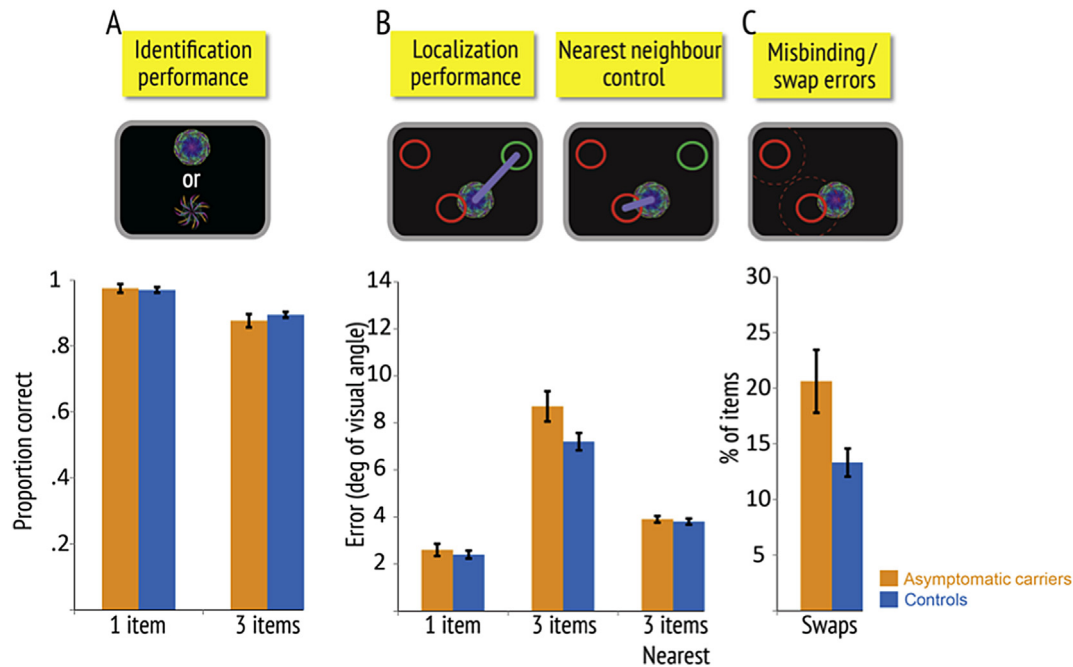 A
Identification
performance
or
Proportion correct
1
.8
.6
.4
.2
1 item
3 items
B
Localization
performance
Nearest neighbour
control
Error (deg of visual angle)
14
12
10
8
6
4
2
1 item
3 items
3 items
Nearest
C
Misbinding /
swap errors
% of items
30
25
20
15
10
5
Swaps
Asymptomatic carriers
Controls